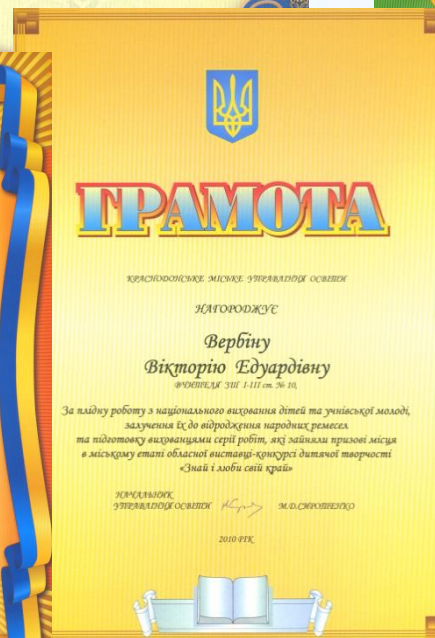 ГРАМОТА
КРАСНОДОНСЬКЕ МІСЬКЕ УПРАВЛІННЯ ОСВІТИ
НАГОРОДЖУЄ
Вербіну
Вікторію Едуардівну
ВЧИТЕЛЯ ЗШ І-ІІІ ст. № 10,
За плідну роботу з національного виховання дітей та учнівської молоді,
залучення їх до відродження народних ремесел
та підготовку вихованцями серії робіт, які зайняли призові місця
в міському етапі обласної виставці-конкурсі дитячої творчості
«Знай і люби свій край»
НАЧАЛЬНИК
УПРАВЛІННЯ ОСВІТИ М.Д.СИРОТЕНКО
2010 РІК